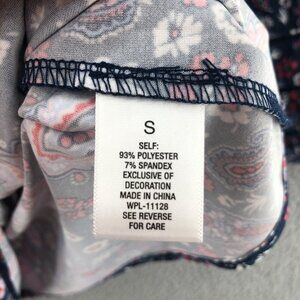 S
SELF:
93% POLYESTER
7% SPANDEX
EXCLUSIVE OF
DECORATION
MADE IN CHINA
WPL-11128
SEE REVERSE
FOR CARE